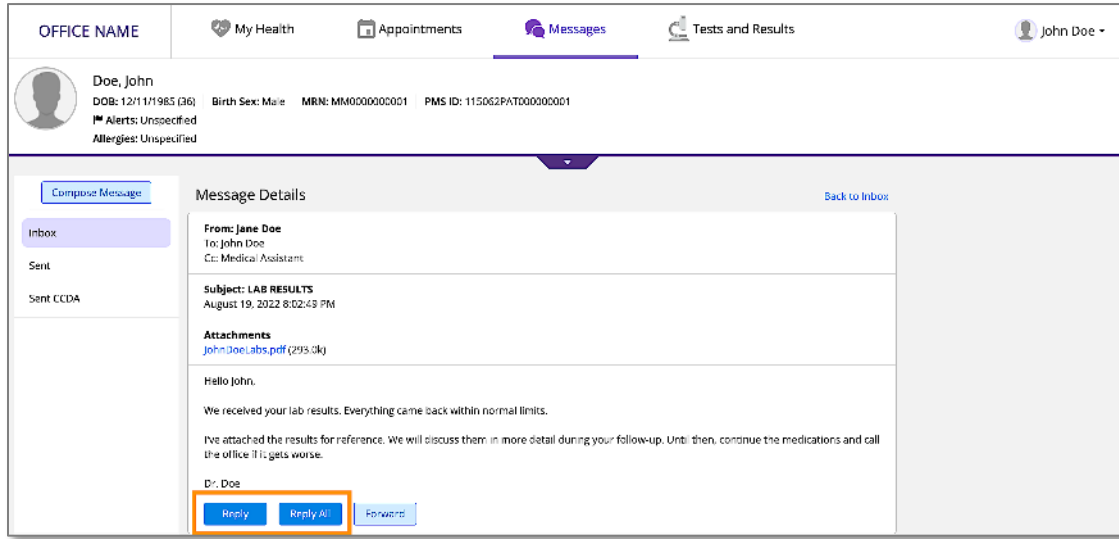 OFFICE NAME
My Health
Appointments
Messages
Tests and Results
John Doe
Doe, John
DOB: 12/11/1985 (36) Birth Sex: Male MRN: MM0000000001 PMS ID: 115062PAT000000001
Alerts: Unspecified
Allergies: Unspecified
Compose Message
Inbox
Sent
Sent CCDA
Message Details
Back to Inbox
From: Jane Doe
To: John Doe
Cc: Medical Assistant
Subject: LAB RESULTS
August 19, 2022 8:02:49 PM
Attachments
JohnDoeLabs.pdf (293.0k)
Hello John,
We received your lab results. Everything came back within normal limits.
I've attached the results for reference. We will discuss them in more detail during your follow-up. Until then, continue the medications and call
the office if it gets worse.
Dr. Doe
Reply
Reply All
Forward